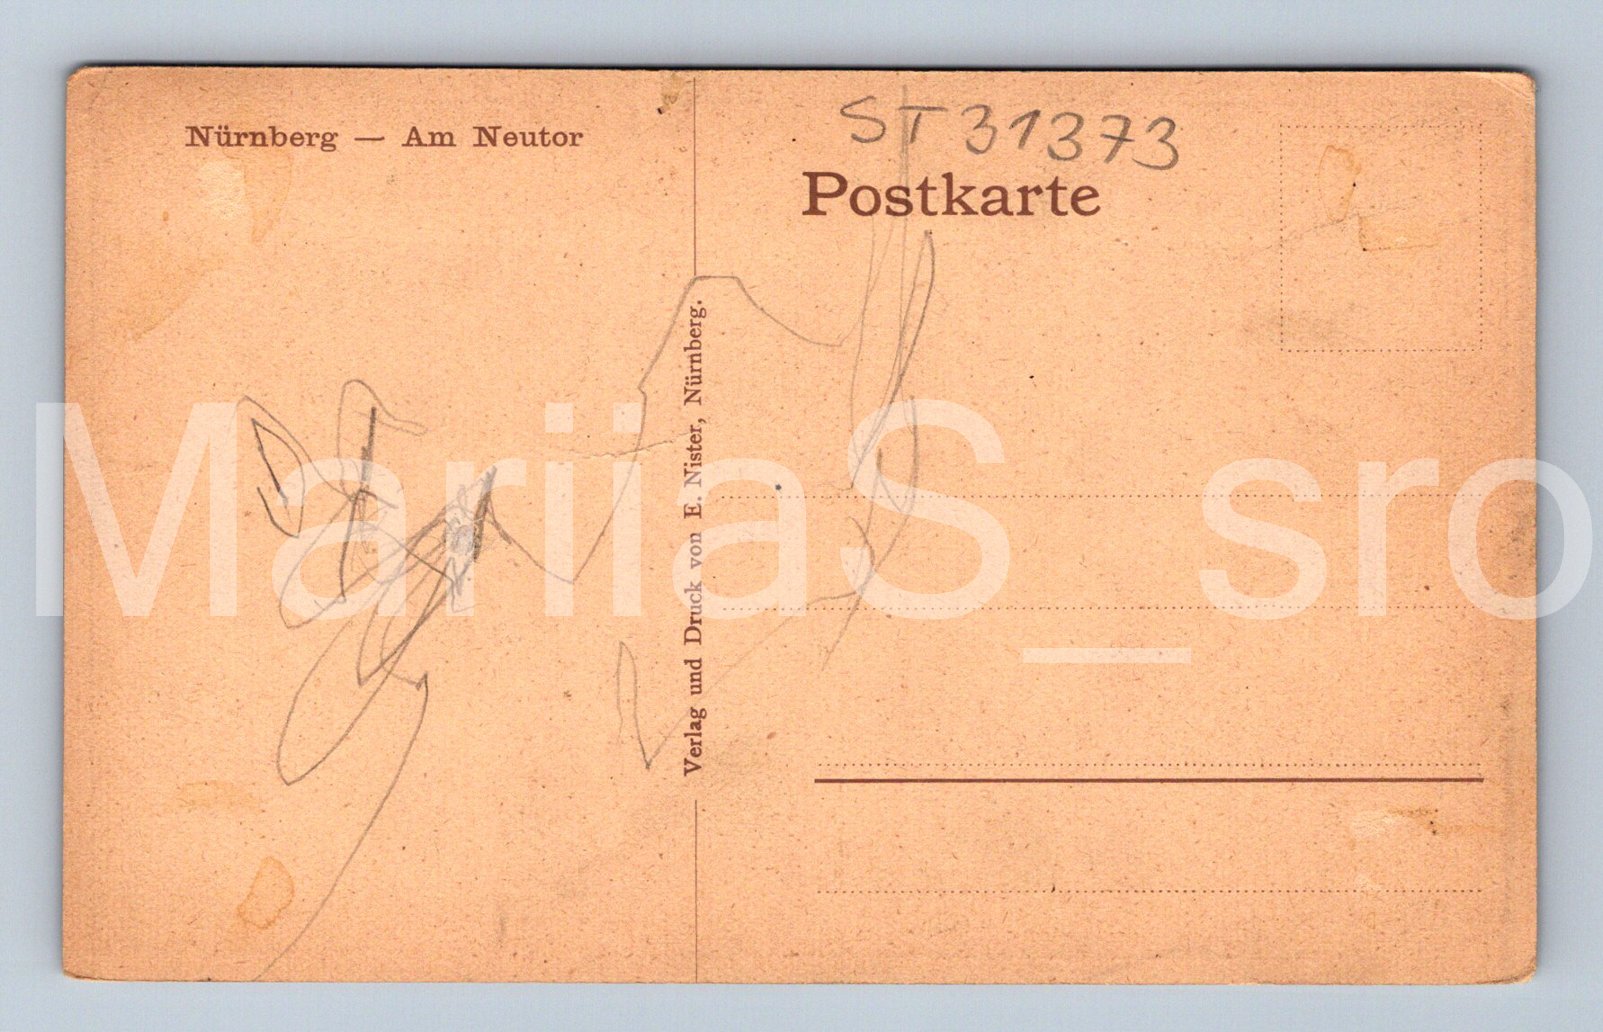 Nürnberg — Am Neutor
ST31373
Postkarte
Verlag und Druck von E. Nister, Nürnberg.
MariiaS_sro